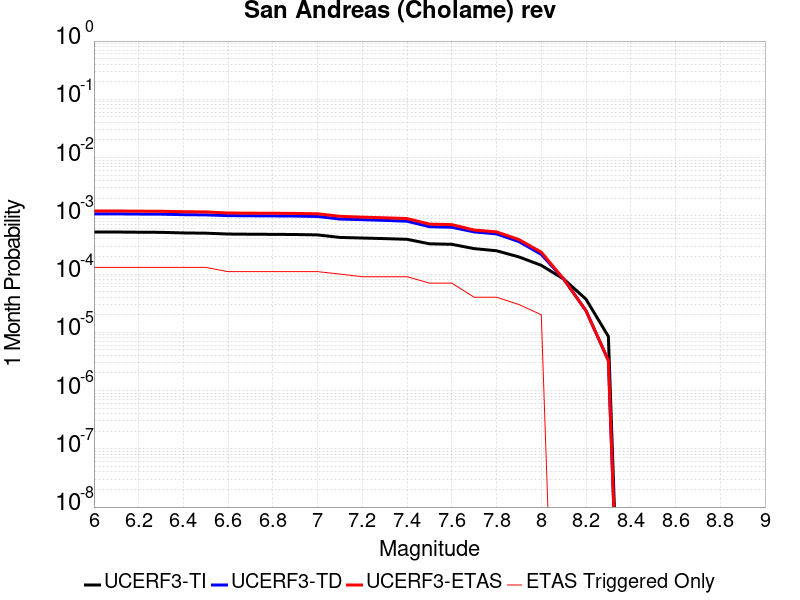 San Andreas (Cholame) rev
1 Month Probability
10^0
10^-1
10^-2
10^-3
10^-4
10^-5
10^-6
10^-7
10^-8
6 6.2 6.4 6.6 6.8 7 7.2 7.4 7.6 7.8 8 8.2 8.4 8.6 8.8 9
Magnitude
UCERF3-TI UCERF3-TD UCERF3-ETAS ETAS Triggered Only